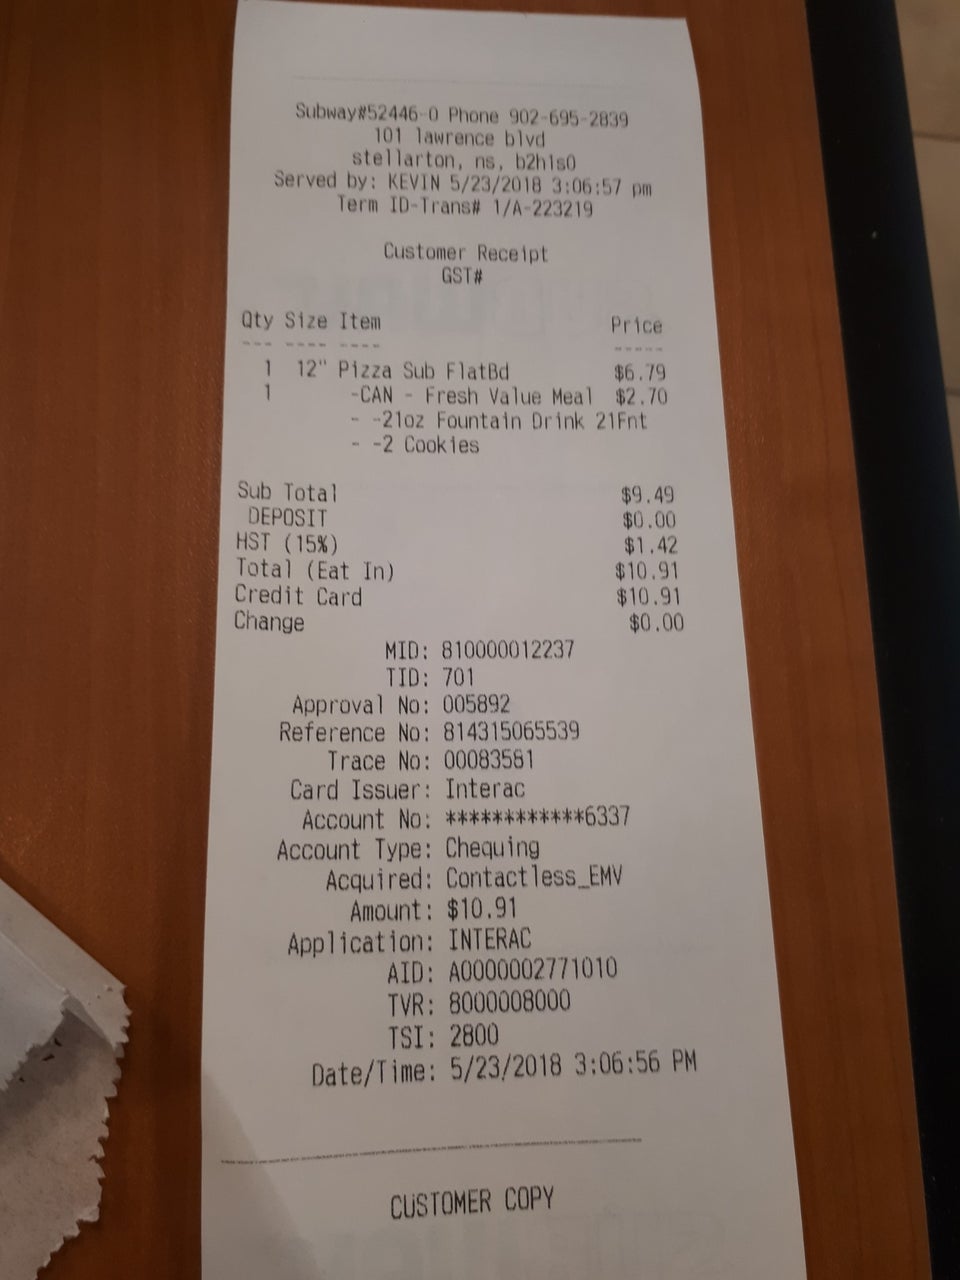 Subway#52446-0 Phone 902-695-2839
101 lawrence blvd
stellarton, ns, b2h1s0
Served by: KEVIN 5/23/2018 3:06:57 pm
Term ID-Trans# 1/A-223219
Customer Receipt
GST#
Qty Size Item Price
--- ---- ---- -----
1 12" Pizza Sub FlatBd $6.79
1 -CAN - Fresh Value Meal $2.70
- -21oz Fountain Drink 21Fnt
- -2 Cookies
Sub Total $9.49
DEPOSIT $0.00
HST (15%) $1.42
Total (Eat In) $10.91
Credit Card $10.91
Change $0.00
MID: 810000012237
TID: 701
Approval No: 005892
Reference No: 814315065539
Trace No: 00083581
Card Issuer: Interac
Account No: ************6337
Account Type: Chequing
Acquired: Contactless_EMV
Amount: $10.91
Application: INTERAC
AID: A0000002771010
TVR: 8000008000
TSI: 2800
Date/Time: 5/23/2018 3:06:56 PM
CUSTOMER COPY